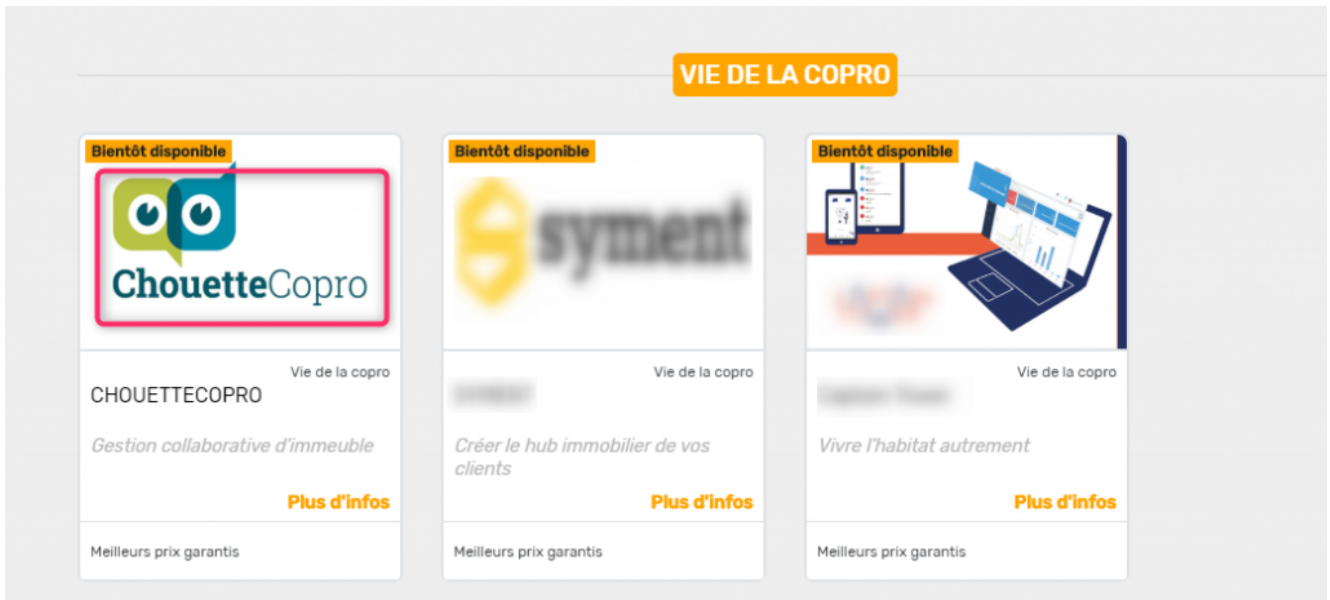 VIE DE LA COPRO
Bientôt disponible
ChouetteCopro
Vie de la copro
CHOUETTECOPRO
Gestion collaborative d'immeuble
Plus d'infos
Meilleurs prix garantis
Bientôt disponible
syment
Vie de la copro
Créer le hub immobilier de vos
clients
Plus d'infos
Meilleurs prix garantis
Bientôt disponible
Vie de la copro
Vivre l'habitat autrement
Plus d'infos
Meilleurs prix garantis